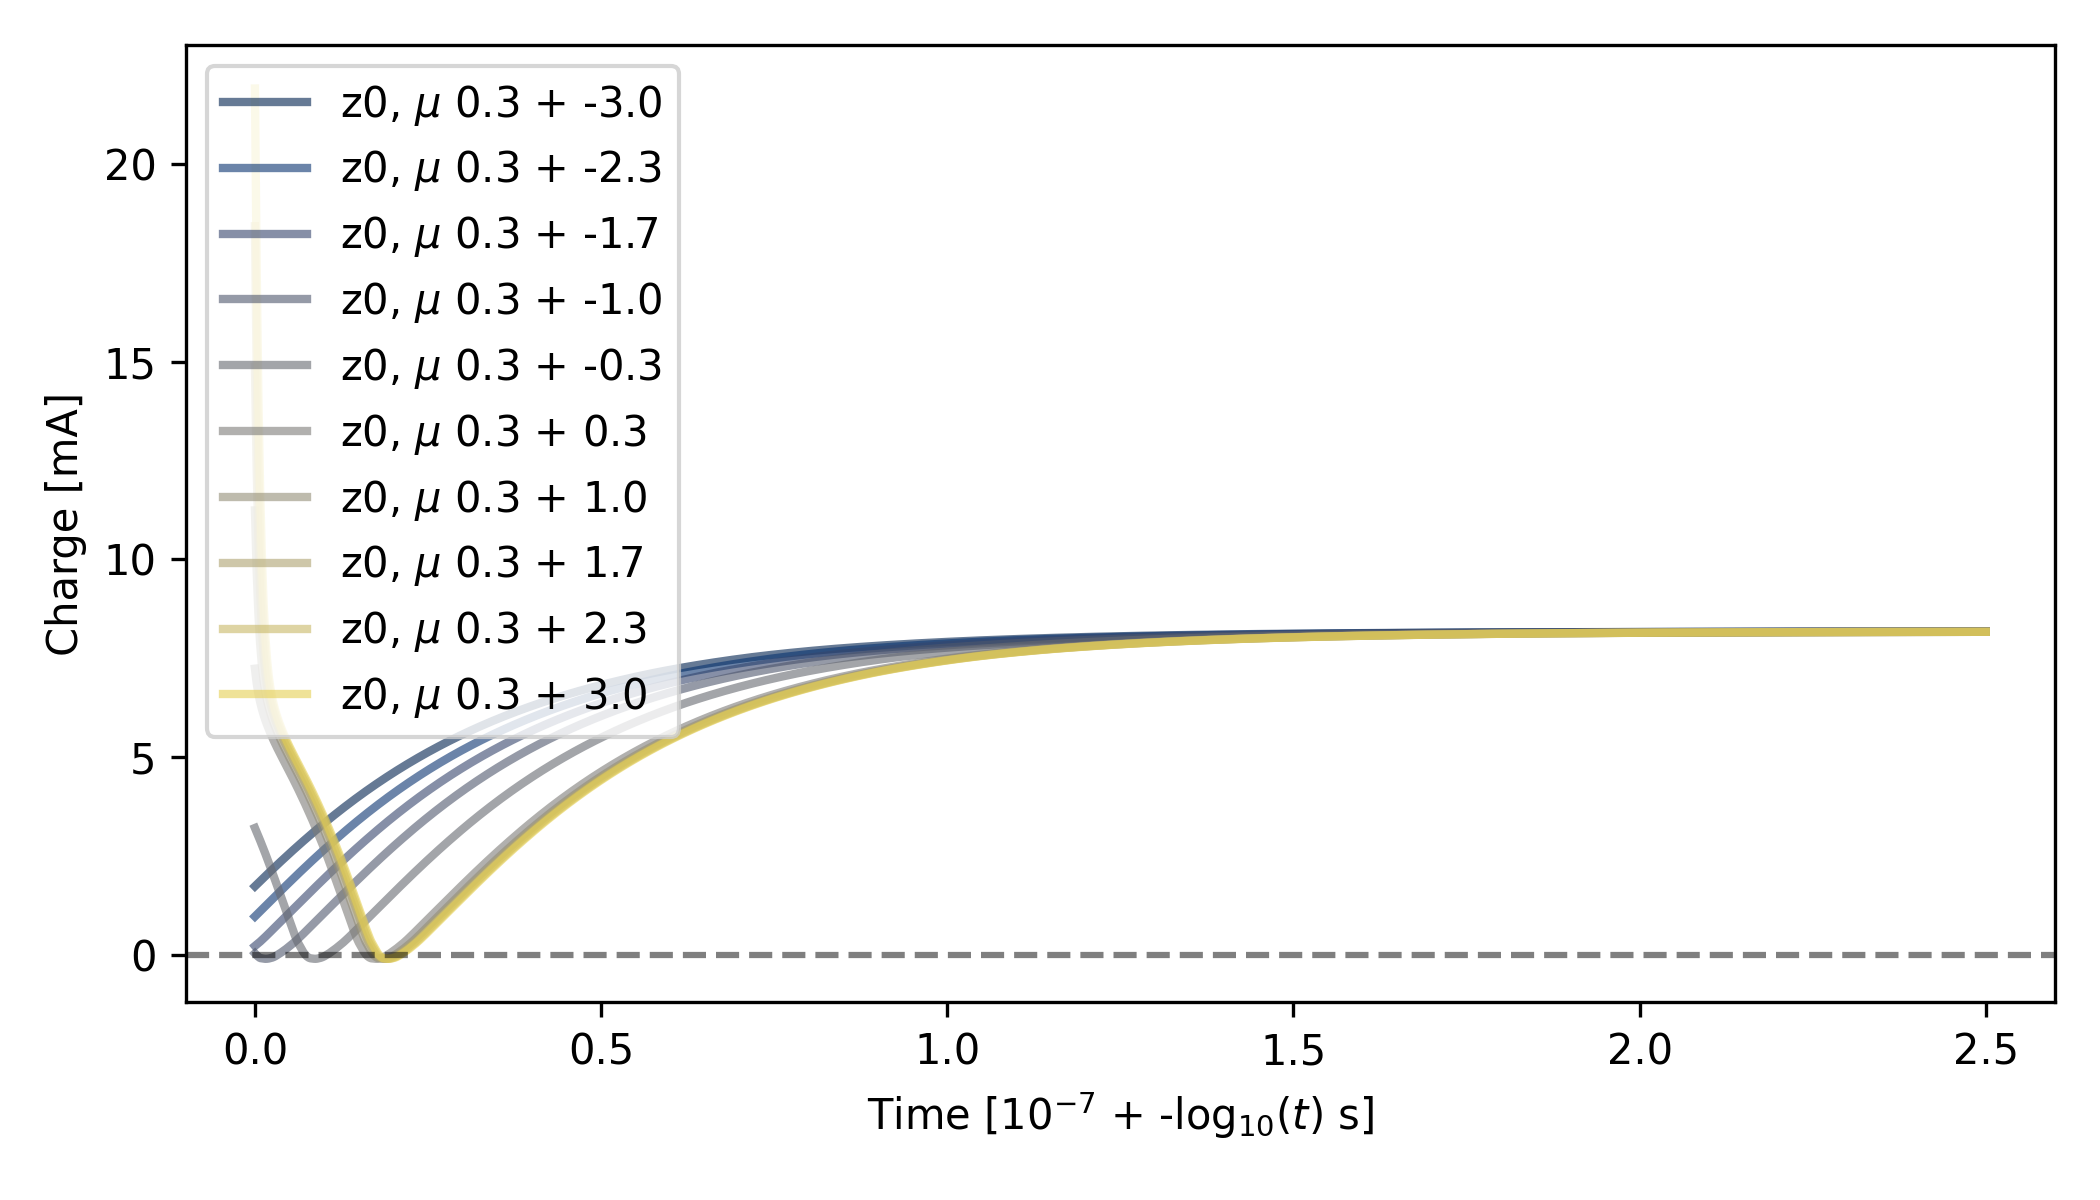 z0, μ 0.3 + -3.0
z0, μ 0.3 + -2.3
z0, μ 0.3 + -1.7
z0, μ 0.3 + -1.0
z0, μ 0.3 + -0.3
z0, μ 0.3 + 0.3
z0, μ 0.3 + 1.0
z0, μ 0.3 + 1.7
z0, μ 0.3 + 2.3
z0, μ 0.3 + 3.0
Charge [mA]
20
15
10
5
0
0.0 0.5 1.0 1.5 2.0 2.5
Time [10⁻⁷ + -log₁₀(t) s]